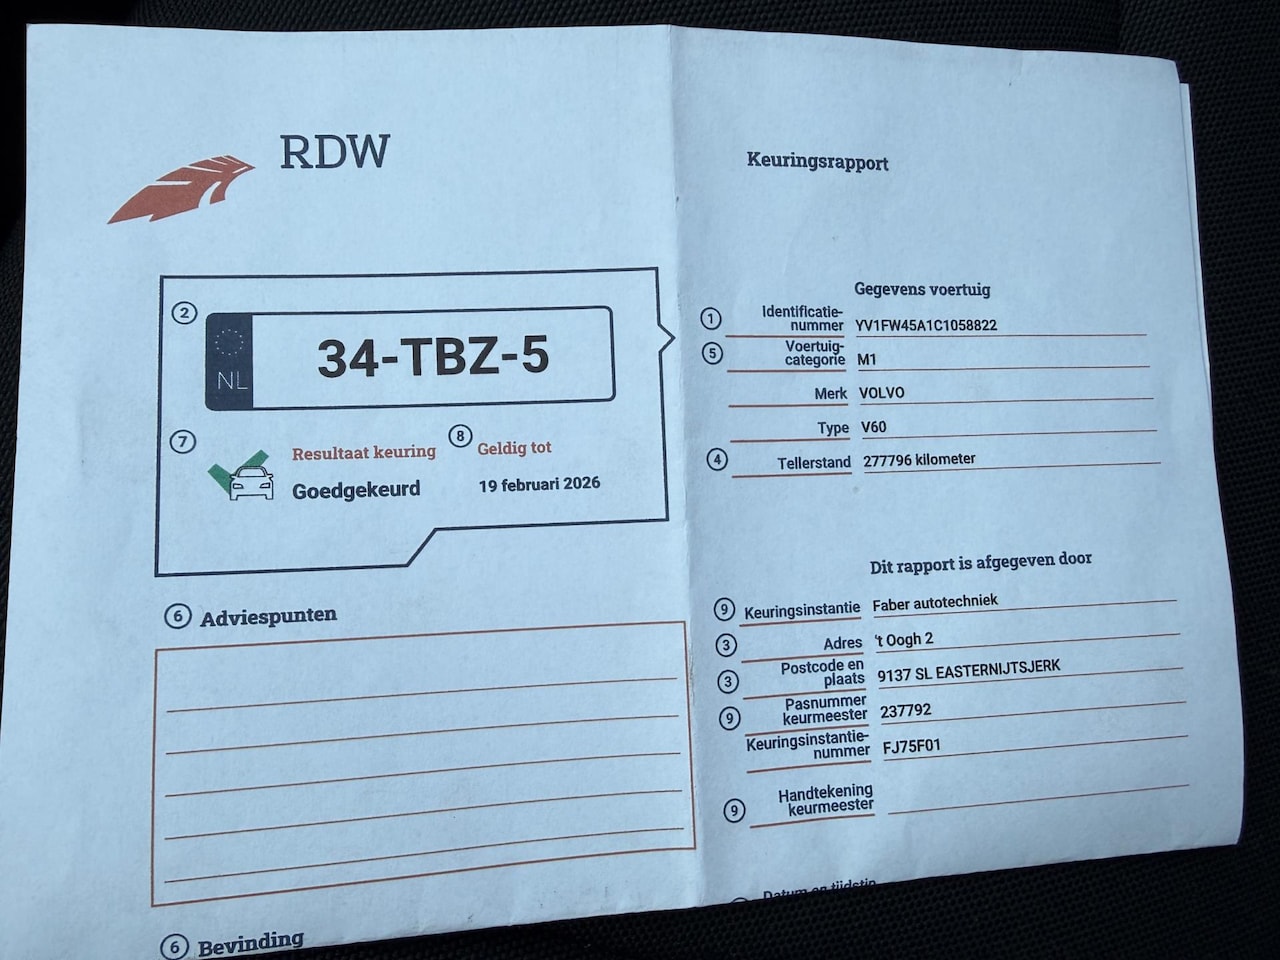 RDW
Keuringsrapport
2
NL
34-TBZ-5
7
Resultaat keuring
Goedgekeurd
8
Geldig tot
19 februari 2026
6 Adviespunten
6 Bevinding
Gegevens voertuig
1 Identificatie-
nummer YV1FW45A1C1058822
5 Voertuig-
categorie M1
Merk VOLVO
Type V60
4 Tellerstand 277796 kilometer
Dit rapport is afgegeven door
9 Keuringsinstantie Faber autotechniek
3 Adres 't Oogh 2
3 Postcode en
plaats 9137 SL EASTERNIJTSJERK
9 Pasnummer
keurmeester 237792
Keuringsinstantie-
nummer FJ75F01
9 Handtekening
keurmeester
Datum en tijdstip